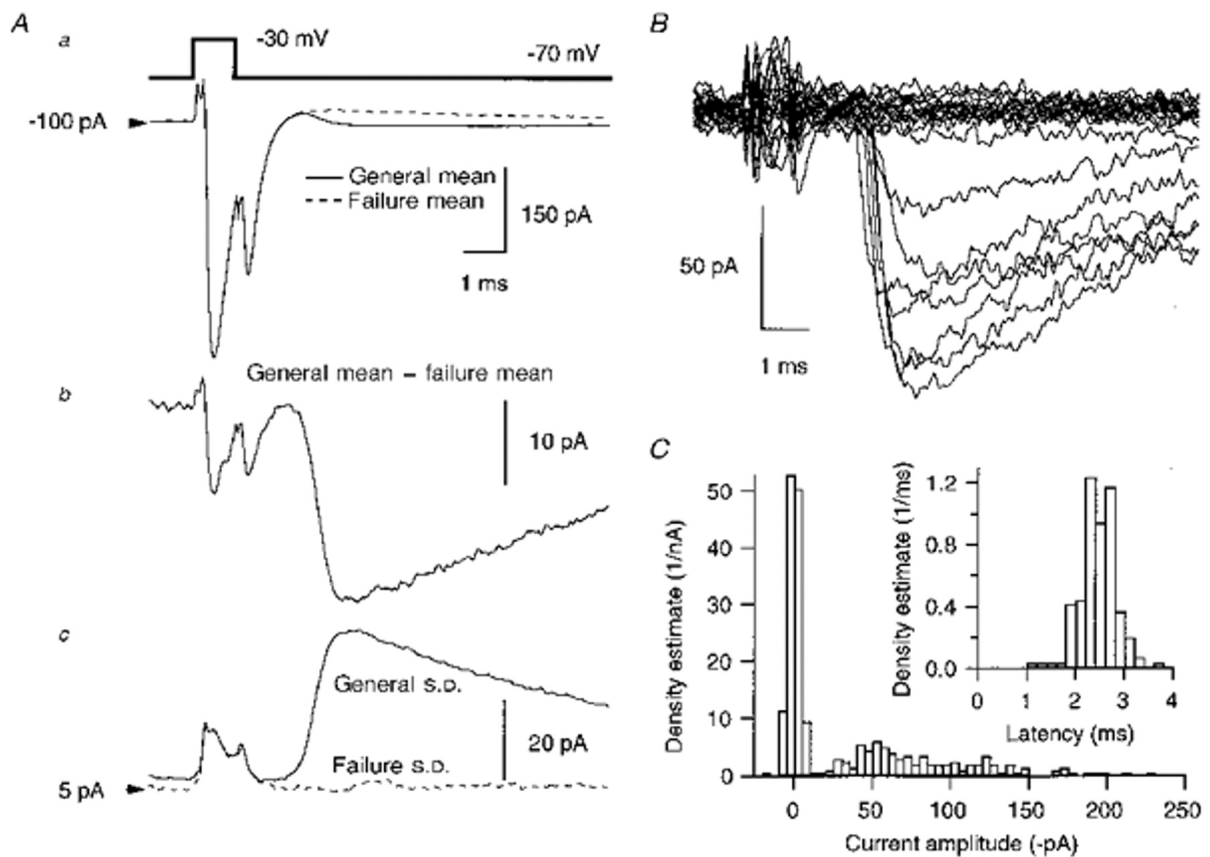 A
a
-30 mV
-70 mV
-100 pA
General mean
Failure mean
150 pA
1 ms
b
General mean – failure mean
10 pA
c
General S.D.
20 pA
Failure S.D.
5 pA
B
50 pA
1 ms
C
Density estimate (1/nA)
50
40
30
20
10
0
0
50
100
150
200
250
Current amplitude (-pA)
Density estimate (1/ms)
1.2
0.8
0.4
0.0
0
1
2
3
4
Latency (ms)